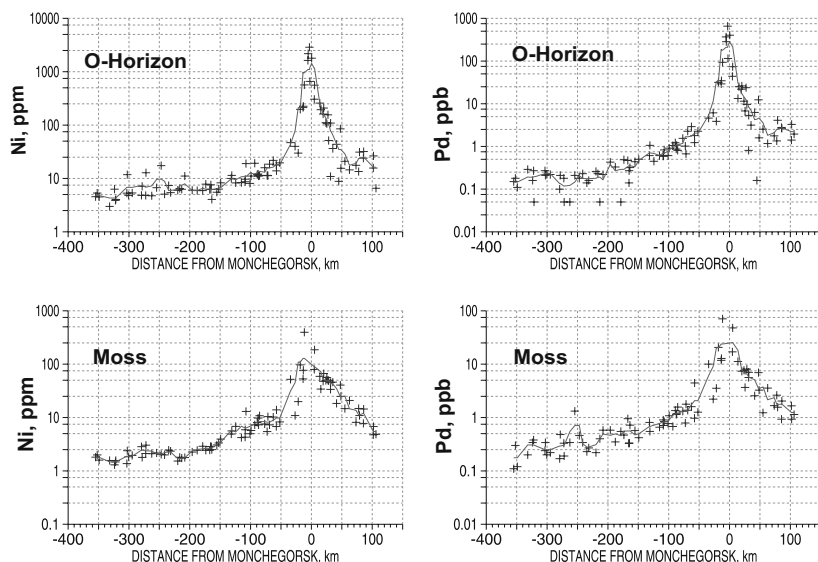 10000
1000
100
10
1
Ni, ppm
O-Horizon
-400 -300 -200 -100 0 100
DISTANCE FROM MONCHEGORSK, km
1000
100
10
1
0.1
0.01
Pd, ppb
O-Horizon
-400 -300 -200 -100 0 100
DISTANCE FROM MONCHEGORSK, km
1000
100
10
1
0.1
Ni, ppm
Moss
-400 -300 -200 -100 0 100
DISTANCE FROM MONCHEGORSK, km
100
10
1
0.1
0.01
Pd, ppb
Moss
-400 -300 -200 -100 0 100
DISTANCE FROM MONCHEGORSK, km